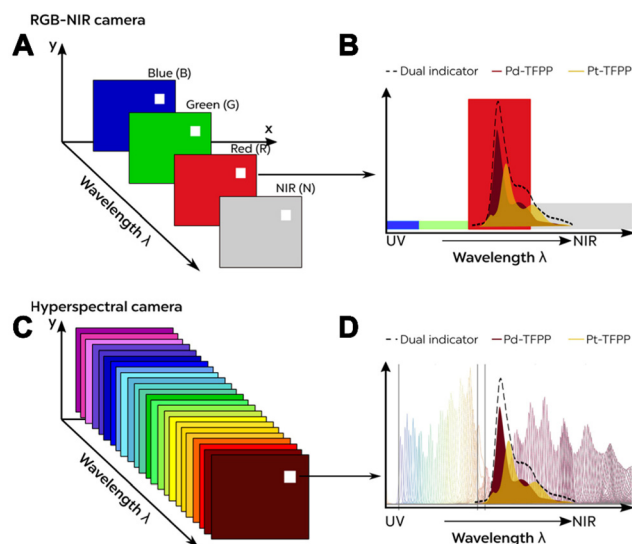 RGB-NIR camera
A
y
Blue (B)
Green (G)
x
Red (R)
NIR (N)
Wavelength λ
B
Dual indicator Pd-TFPP Pt-TFPP
UV NIR
Wavelength λ
Hyperspectral camera
C
y
Wavelength λ
D
Dual indicator Pd-TFPP Pt-TFPP
UV NIR
Wavelength λ